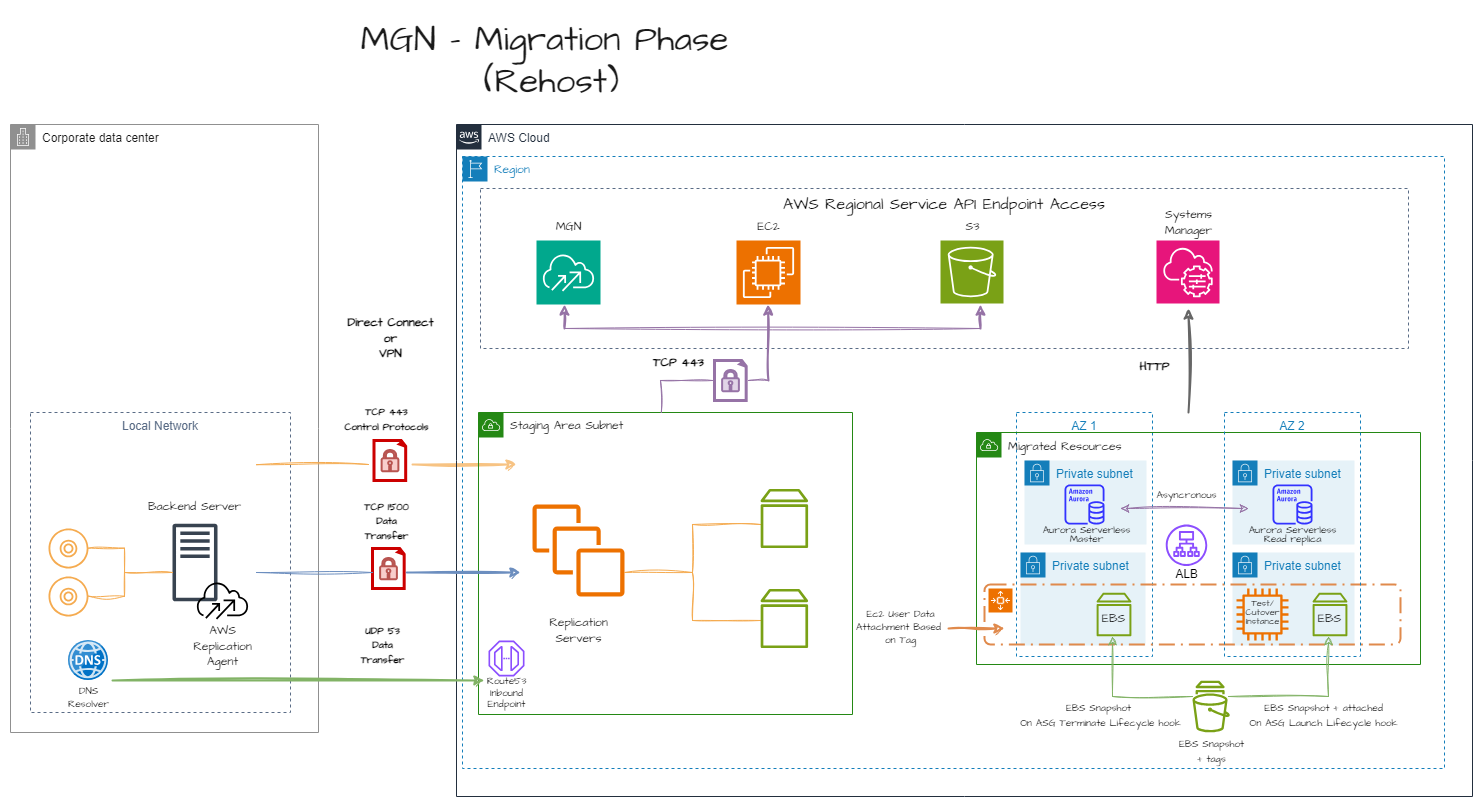 MGN - Migration Phase
(Rehost)
Corporate data center
aws
AWS Cloud
Region
AWS Regional Service API Endpoint Access
MGN
EC2
S3
Systems
Manager
Direct Connect
or
VPN
TCP 443
HTTP
TCP 443
Control Protocols
Local Network
Staging Area Subnet
AZ 1
AZ 2
Migrated Resources
Private subnet
Private subnet
Amazon
Aurora
Amazon
Aurora
Asyncronous
Aurora Serverless
Master
Aurora Serverless
Read replica
Backend Server
TCP 1500
Data
Transfer
ALB
Private subnet
Private subnet
AWS
Replication
Agent
Replication
Servers
Ec2 User Data
Attachment Based
on Tag
EBS
Test/
Cutover
instance
EBS
UDP 53
Data
Transfer
DNS
DNS
Resolver
Route53
Inbound
Endpoint
EBS Snapshot
On ASG Terminate Lifecycle hook
EBS Snapshot + attached
On ASG Launch Lifecycle hook
EBS Snapshot
+ tags